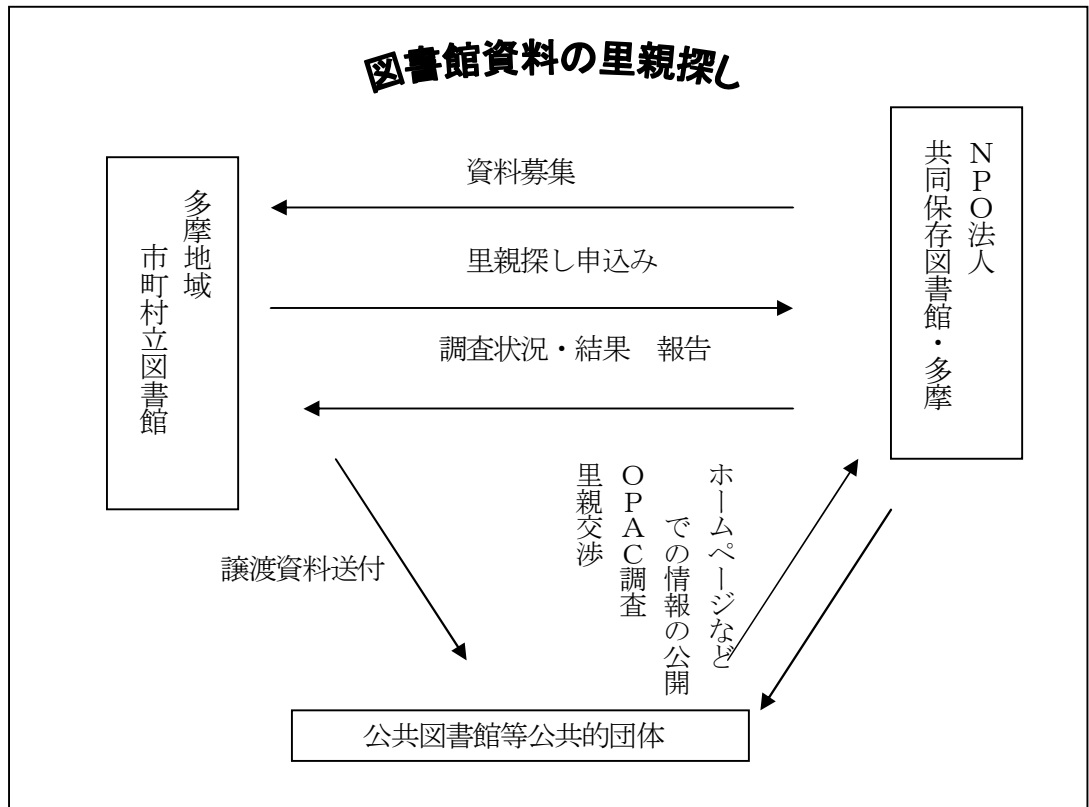 図書館資料の里親探し
多摩地域
市町村立図書館
資料募集
里親探し申込み
調査状況・結果　報告
NPO法人
共同保存図書館・多摩
譲渡資料送付
ホームページなど
での情報の公開
OPAC調査
里親交渉
公共図書館等公共的団体